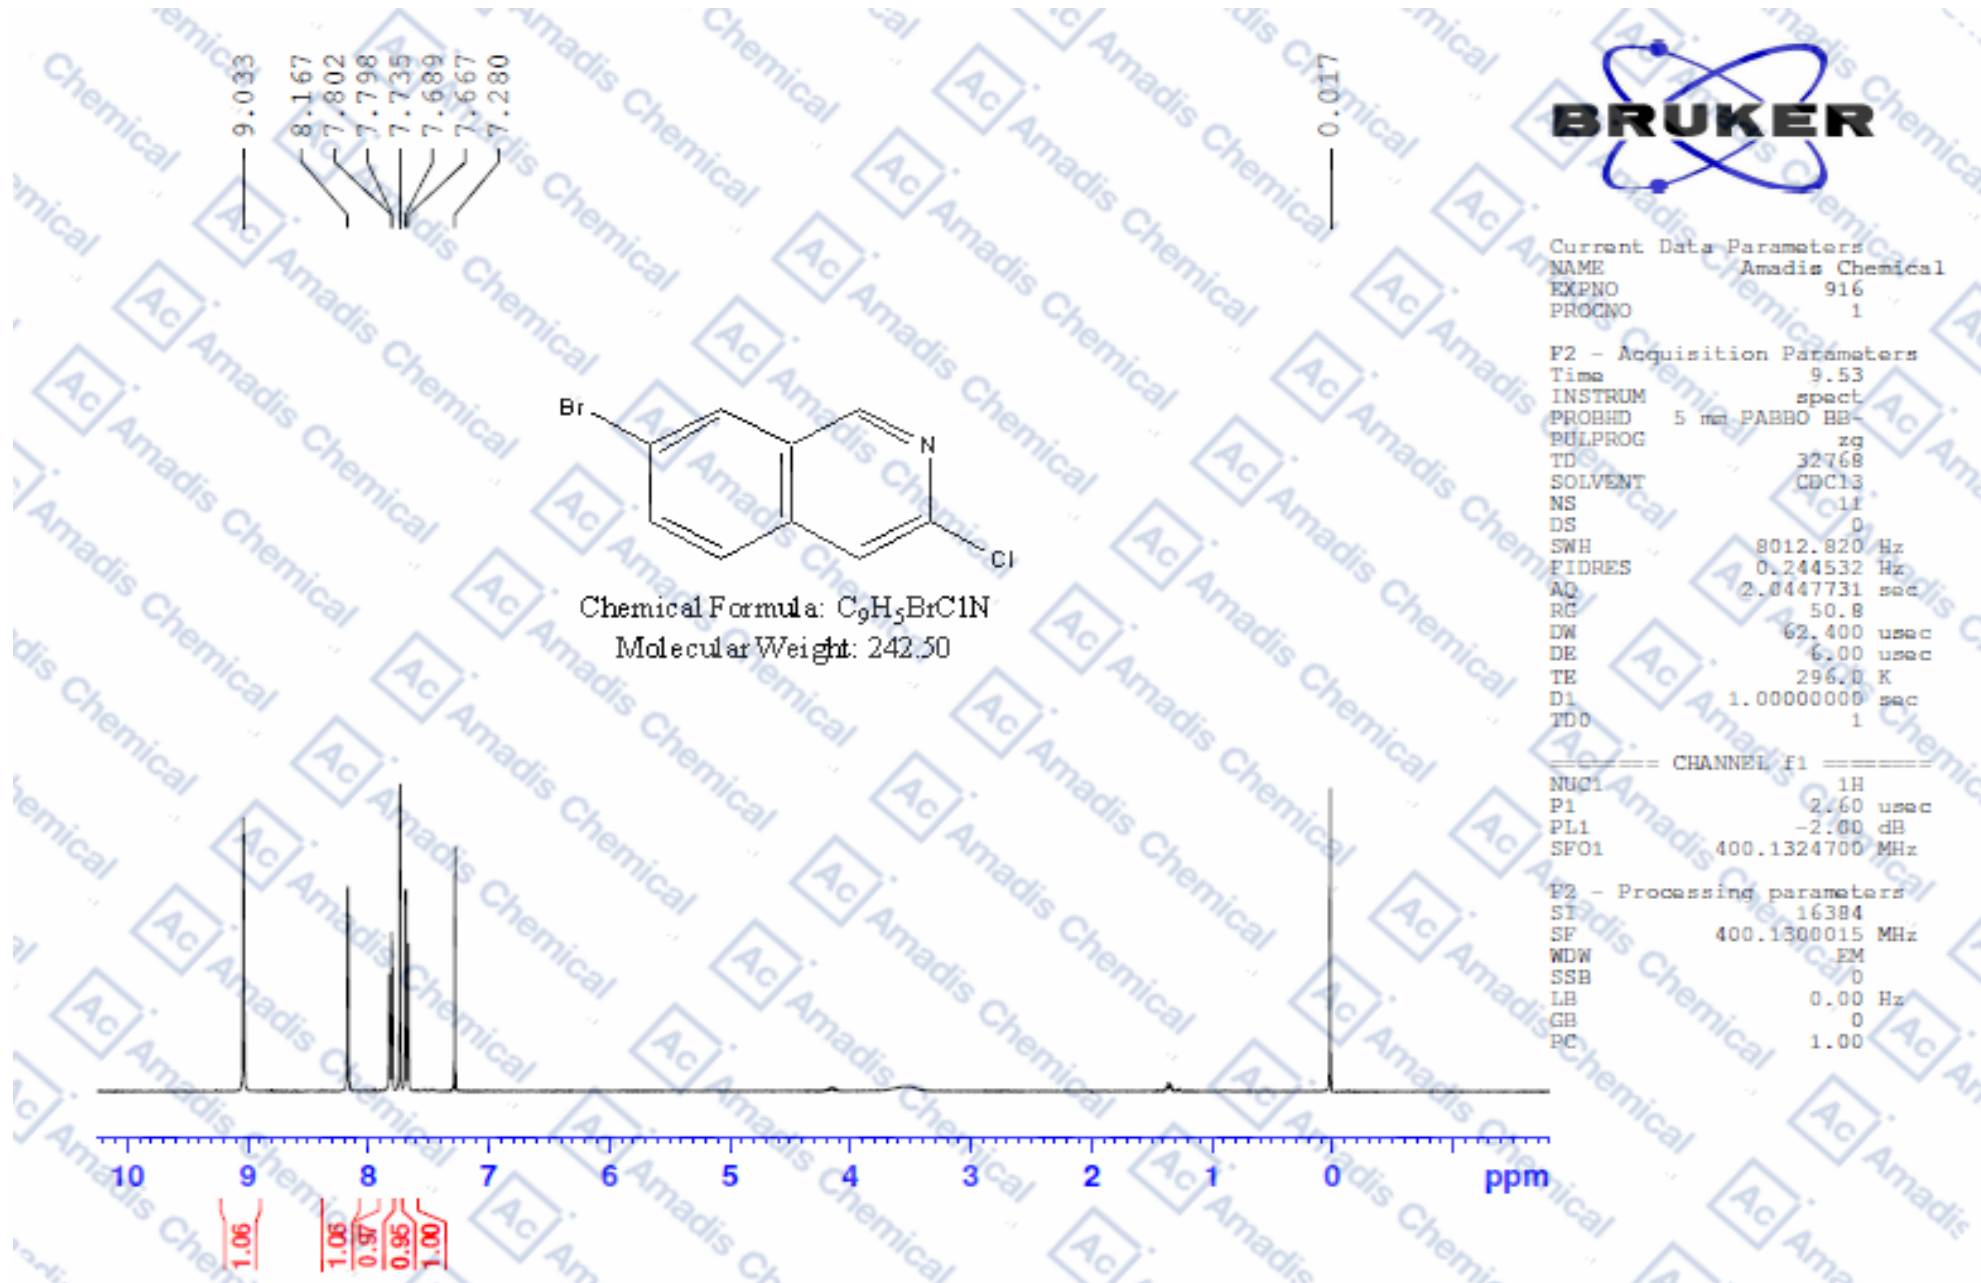 9.033
8.167
7.802
7.798
7.735
7.689
7.667
7.280
0.017
BRUKER
Current Data Parameters
NAME Amadis Chemical
EXPNO 916
PROCNO 1
F2 - Acquisition Parameters
Time 9.53
INSTRUM spect
PROBHD 5 mm PABBO BB-
PULPROG zg
TD 32768
SOLVENT CDCl3
NS 11
DS 0
SWH 8012.820 Hz
FIDRES 0.244532 Hz
AQ 2.0447731 sec
RG 50.8
DW 62.400 usec
DE 6.00 usec
TE 296.0 K
D1 1.00000000 sec
TD0 1
======== CHANNEL f1 ========
NUC1 1H
P1 2.60 usec
PL1 -2.00 dB
SFO1 400.1324700 MHz
F2 - Processing parameters
SI 16384
SF 400.1300015 MHz
WDW EM
SSB 0
LB 0.00 Hz
GB 0
PC 1.00
Br
N
Cl
Chemical Formula: C₉H₅BrClN
Molecular Weight: 242.50
10 9 8 7 6 5 4 3 2 1 0 ppm
1.06
1.06
0.97
0.95
1.00
Ac Amadis Chemical